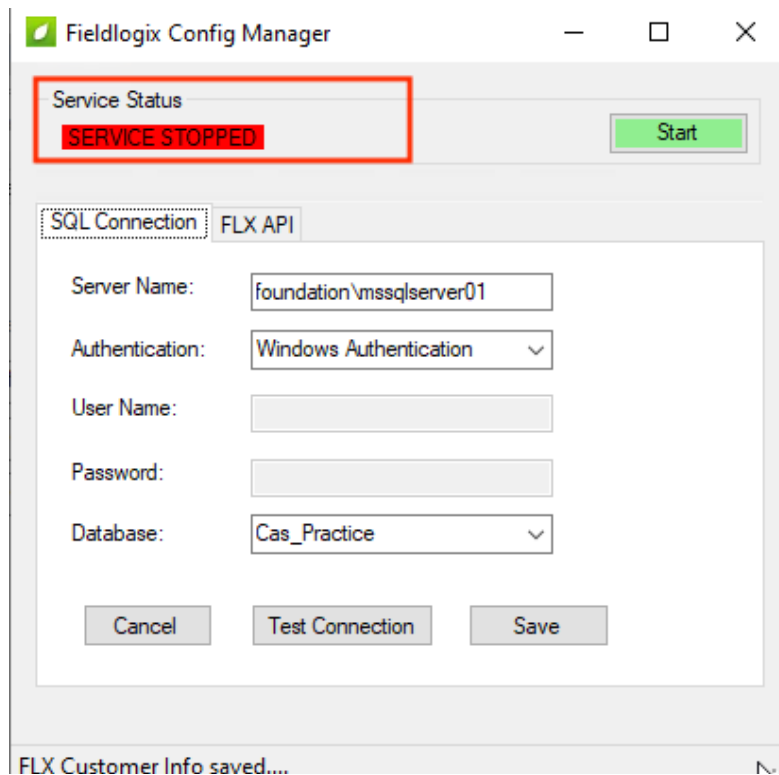 Fieldlogix Config Manager
Service Status
SERVICE STOPPED
Start
SQL Connection
FLX API
Server Name:
foundation\mssqlserver01
Authentication:
Windows Authentication
User Name:
Password:
Database:
Cas_Practice
Cancel
Test Connection
Save
FLX Customer Info saved....